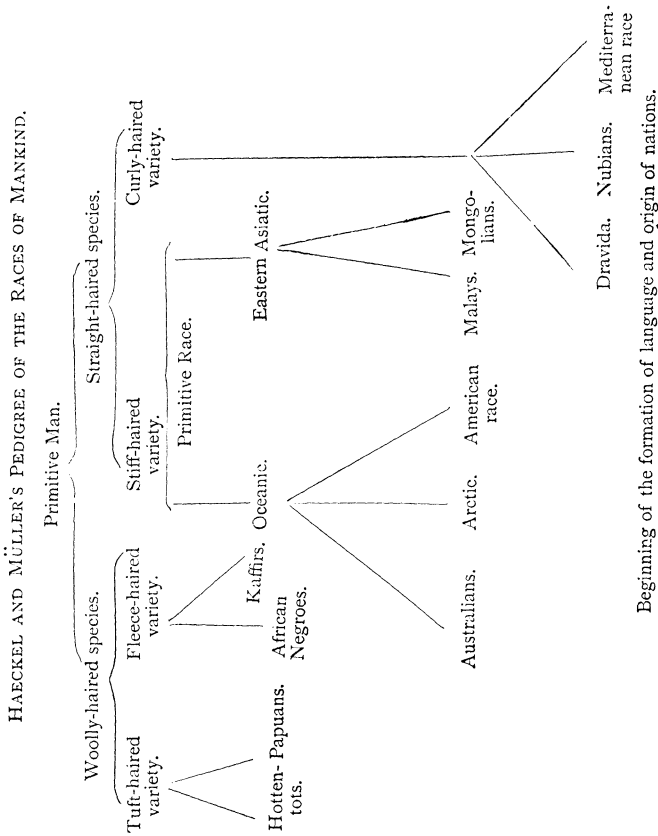 HAECKEL AND MÜLLER'S PEDIGREE OF THE RACES OF MANKIND.
Primitive Man.
Woolly-haired species.
Straight-haired species.
Tuft-haired
variety.
Fleece-haired
variety.
Stiff-haired
variety.
Curly-haired
variety.
Primitive Race.
Hotten-
tots.
Papuans.
African
Negroes.
Kaffirs.
Oceanic.
Eastern Asiatic.
Australians.
Arctic.
American
race.
Malays.
Mongo-
lians.
Dravida.
Nubians.
Mediterra-
nean race
Beginning of the formation of language and origin of nations.